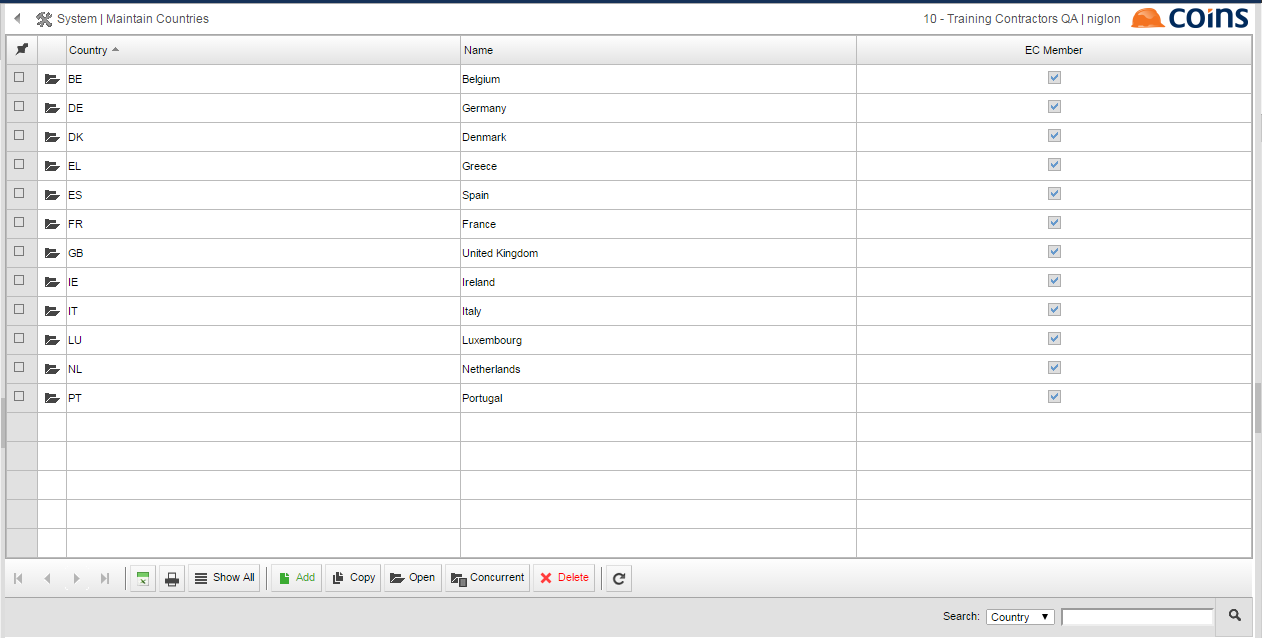 System | Maintain Countries 10 - Training Contractors QA | niglon coins
Country Name EC Member
BE Belgium
DE Germany
DK Denmark
EL Greece
ES Spain
FR France
GB United Kingdom
IE Ireland
IT Italy
LU Luxembourg
NL Netherlands
PT Portugal
Show All Add Copy Open Concurrent Delete
Search: Country